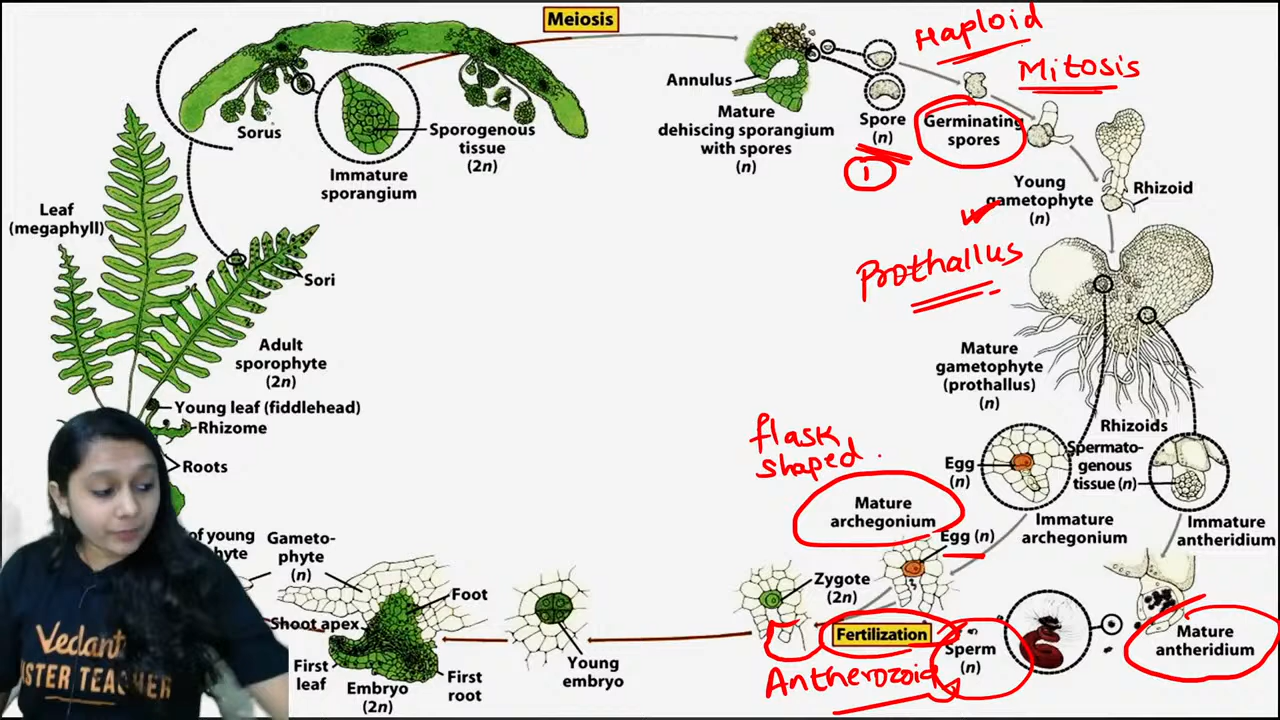 Meiosis
Haploid
Mitosis
Annulus
Mature
dehiscing sporangium
with spores
(n)
Spore
(n)
1
Germinating
spores
Sorus
Immature
sporangium
Sporogenous
tissue
(2n)
Young
gametophyte
(n)
Rhizoid
Prothallus
Leaf
(megaphyll)
Sori
Adult
sporophyte
(2n)
Young leaf (fiddlehead)
Rhizome
Roots
Mature
gametophyte
(prothallus)
(n)
Rhizoids
flask
shaped
Egg
(n)
Spermato-
genous
tissue (n)
Mature
archegonium
Immature
archegonium
Immature
antheridium
Egg (n)
of young
Gameto-
phyte
(n)
Foot
Shoot apex
First
leaf
Embryo
(2n)
First
root
Young
embryo
Zygote
(2n)
Fertilization
Sperm
(n)
Mature
antheridium
Antherozoid
Vedant
STER TEACHER